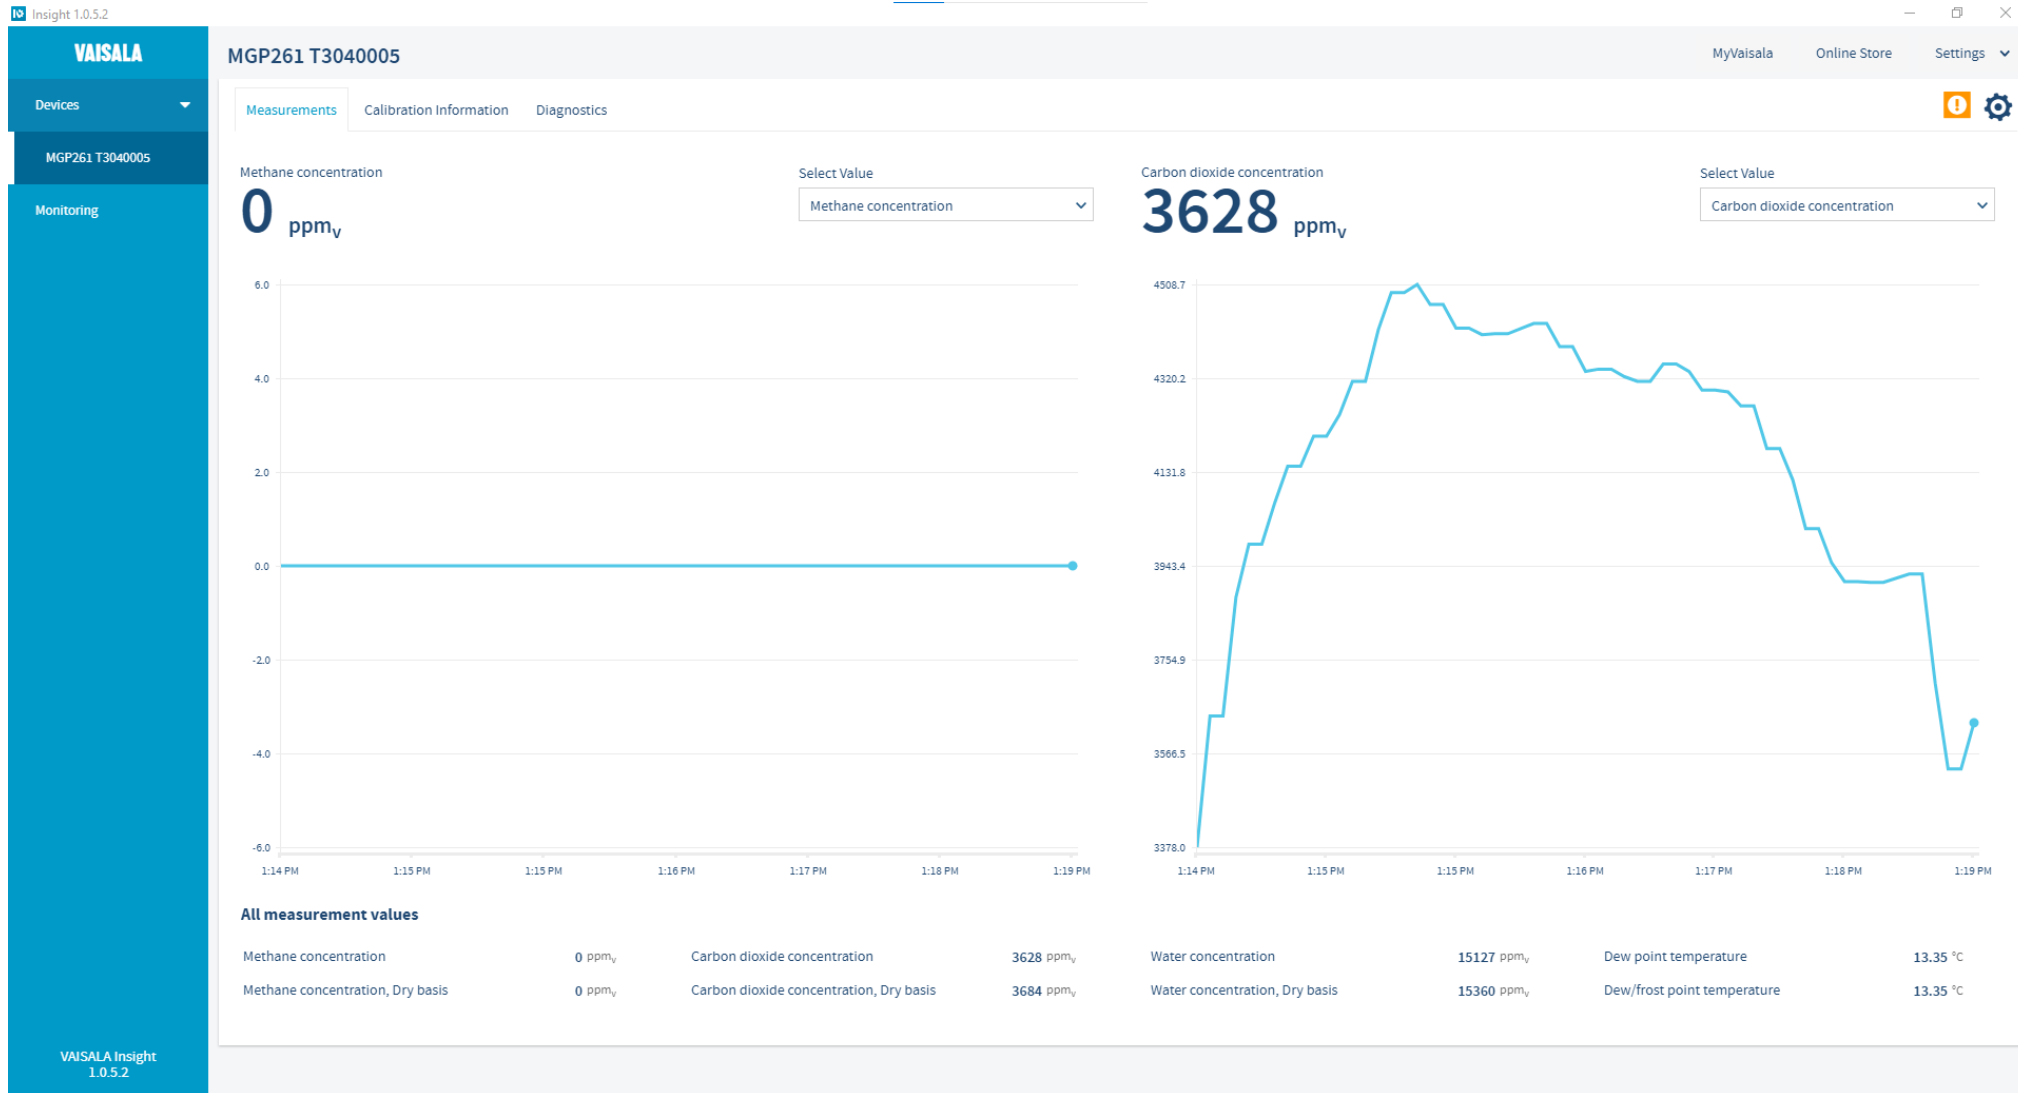 Insight 1.0.5.2
VAISALA
MGP261 T3040005
MyVaisala Online Store Settings
Devices
MGP261 T3040005
Monitoring
Measurements Calibration Information Diagnostics
Methane concentration
0 ppmv
Select Value
Methane concentration
Carbon dioxide concentration
3628 ppmv
Select Value
Carbon dioxide concentration
6.0
4.0
2.0
0.0
-2.0
-4.0
-6.0
1:14 PM 1:15 PM 1:15 PM 1:16 PM 1:17 PM 1:18 PM 1:19 PM
4508.7
4320.2
4131.8
3943.4
3754.9
3566.5
3378.0
1:14 PM 1:15 PM 1:15 PM 1:16 PM 1:17 PM 1:18 PM 1:19 PM
All measurement values
Methane concentration 0 ppmv Carbon dioxide concentration 3628 ppmv Water concentration 15127 ppmv Dew point temperature 13.35 °C
Methane concentration, Dry basis 0 ppmv Carbon dioxide concentration, Dry basis 3684 ppmv Water concentration, Dry basis 15360 ppmv Dew/frost point temperature 13.35 °C
VAISALA Insight
1.0.5.2